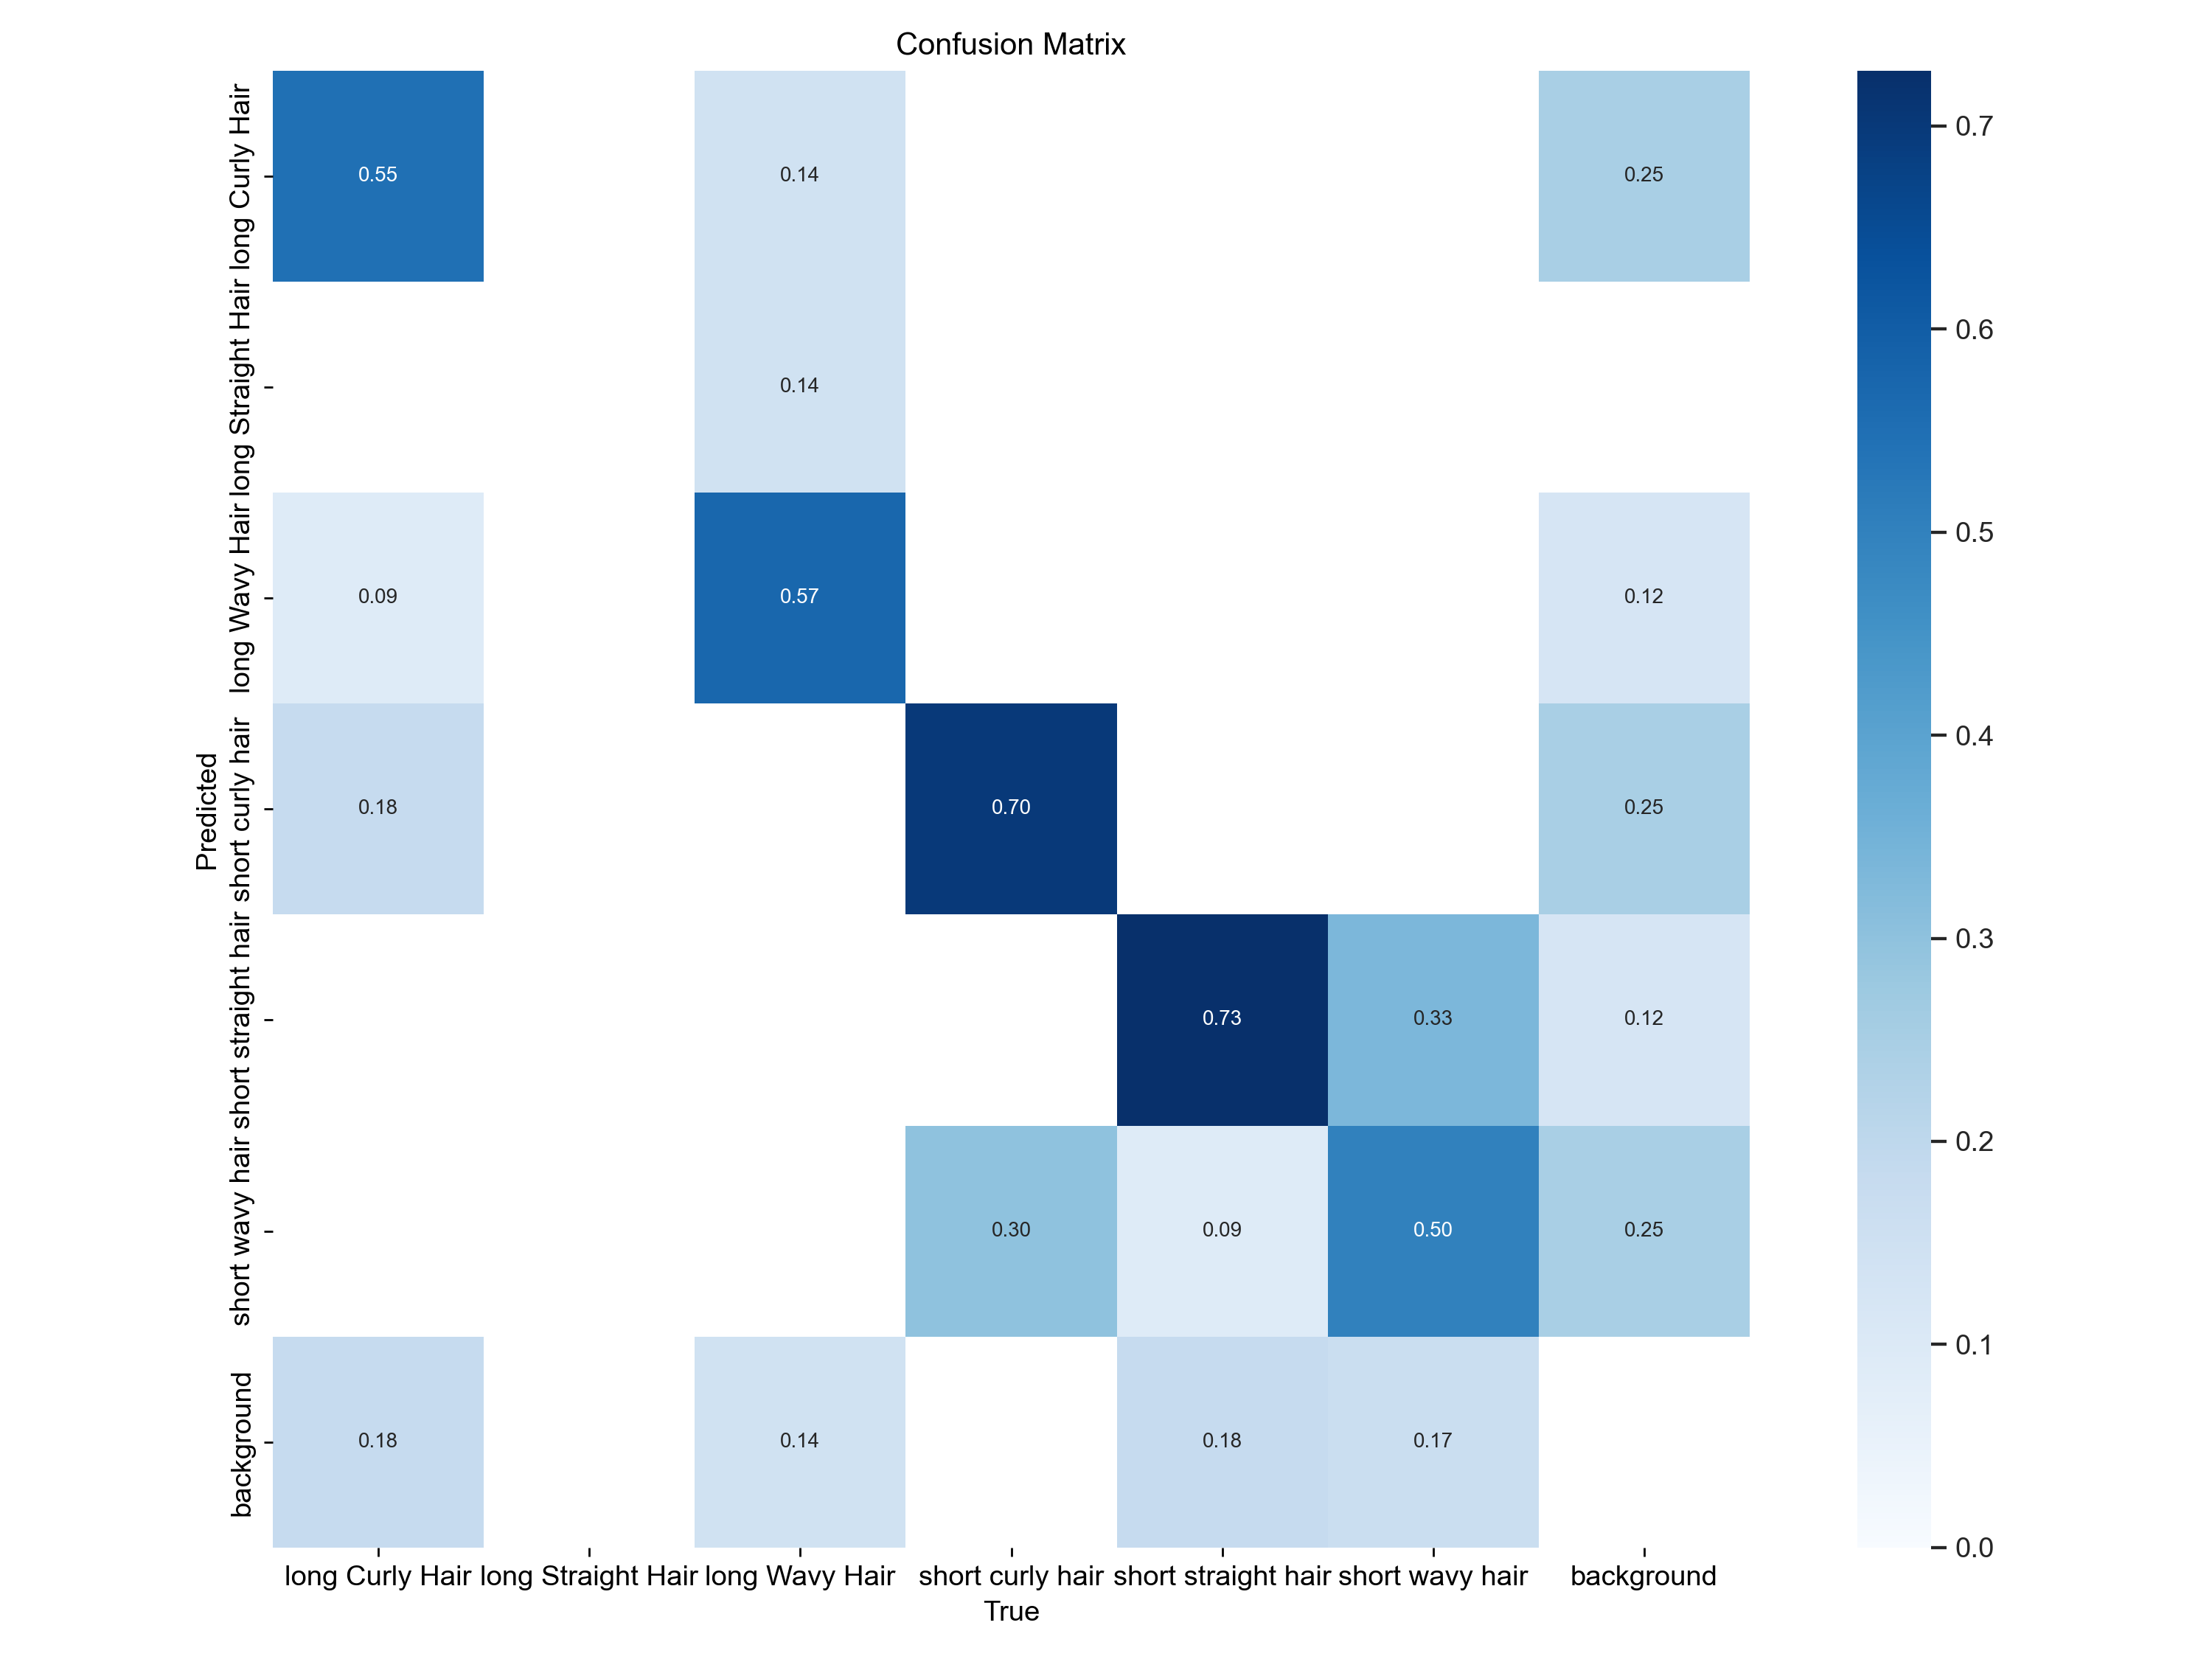 Confusion Matrix
long Curly Hair
0.55
0.14
0.25
long Straight Hair
0.14
long Wavy Hair
0.09
0.57
0.12
Predicted
short curly hair
0.18
0.70
0.25
short straight hair
0.73
0.33
0.12
short wavy hair
0.30
0.09
0.50
0.25
background
0.18
0.14
0.18
0.17
long Curly Hair
long Straight Hair
long Wavy Hair
short curly hair
short straight hair
short wavy hair
background
True
0.7
0.6
0.5
0.4
0.3
0.2
0.1
0.0